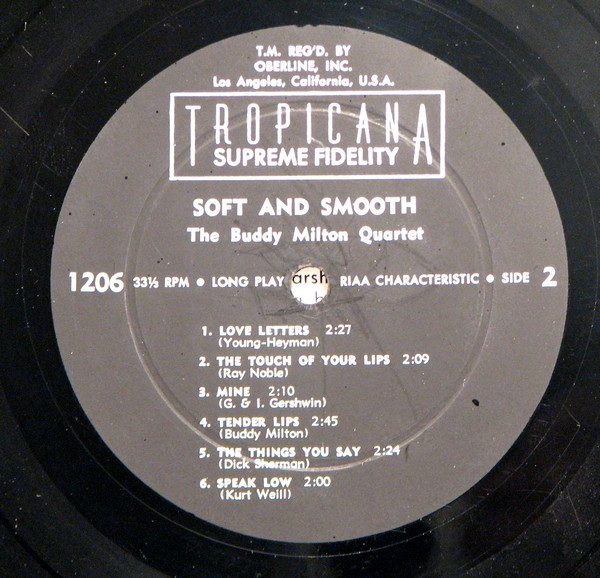 T.M. REG'D. BY
OBERLINE, INC.
Los Angeles, California, U.S.A.
TROPICANA
SUPREME FIDELITY
SOFT AND SMOOTH
The Buddy Milton Quartet
1206 33⅓ RPM • LONG PLAY arsh RIAA CHARACTERISTIC • SIDE 2
1. LOVE LETTERS 2:27
(Young-Heyman)
2. THE TOUCH OF YOUR LIPS 2:09
(Ray Noble)
3. MINE 2:10
(G. & I. Gershwin)
4. TENDER LIPS 2:45
(Buddy Milton)
5. THE THINGS YOU SAY 2:24
(Dick Sherman)
6. SPEAK LOW 2:00
(Kurt Weill)